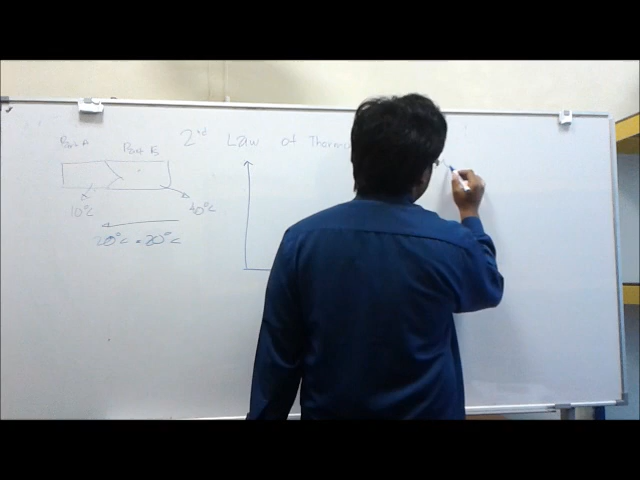 2nd Law of Thermo
Part A Part B
10°C 40°C
20°C = 20°C